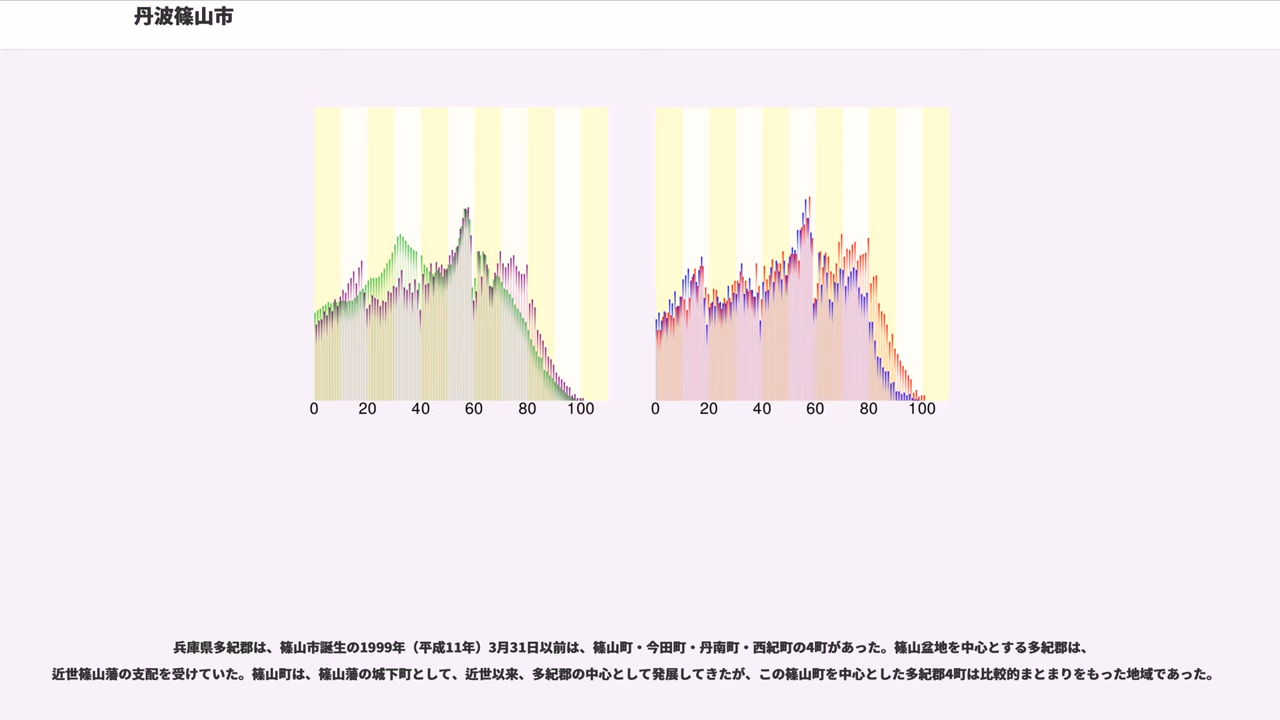 丹波篠山市
0 20 40 60 80 100
0 20 40 60 80 100
兵庫県多紀郡は、篠山市誕生の1999年（平成11年）3月31日以前は、篠山町・今田町・丹南町・西紀町の4町があった。篠山盆地を中心とする多紀郡は、
近世篠山藩の支配を受けていた。篠山町は、篠山藩の城下町として、近世以来、多紀郡の中心として発展してきたが、この篠山町を中心とした多紀郡4町は比較的まとまりをもった地域であった。